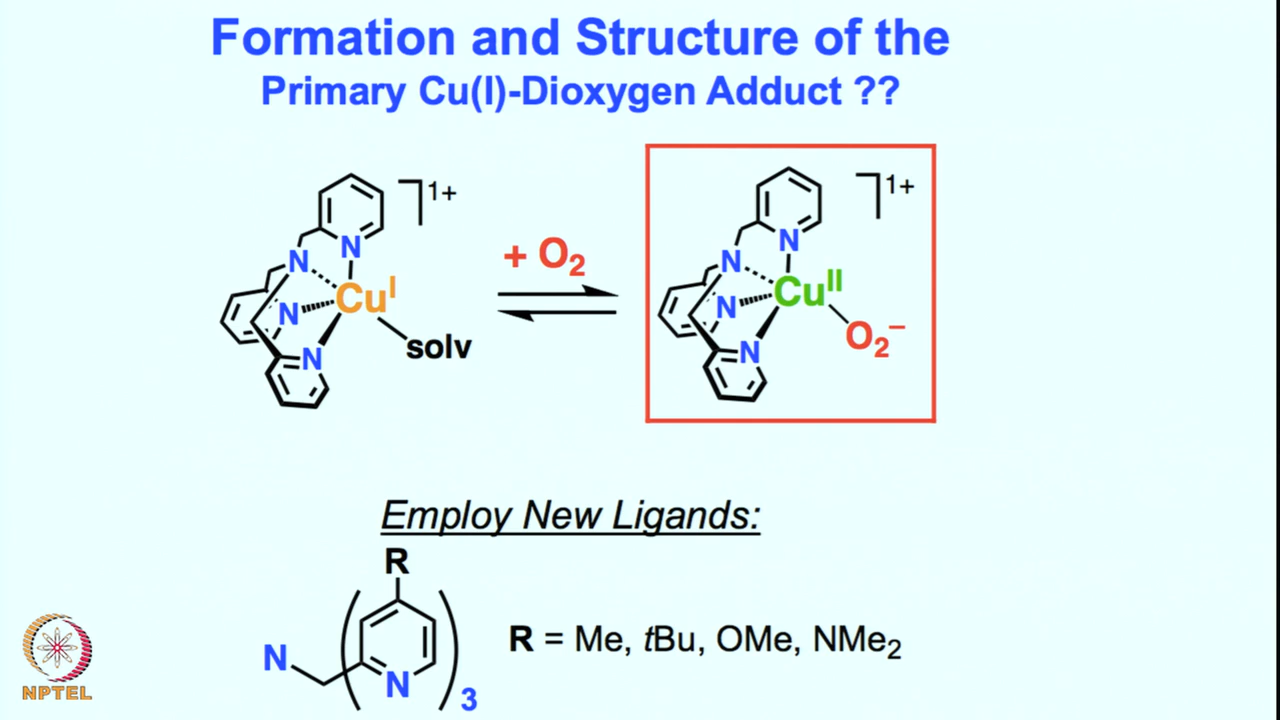 Formation and Structure of the
Primary Cu(I)-Dioxygen Adduct ??
1+
N
N
N
N
Cu^I
solv
+ O₂
1+
N
N
N
N
Cu^II
O₂⁻
Employ New Ligands:
R
N
N
3
R = Me, tBu, OMe, NMe₂
NPTEL